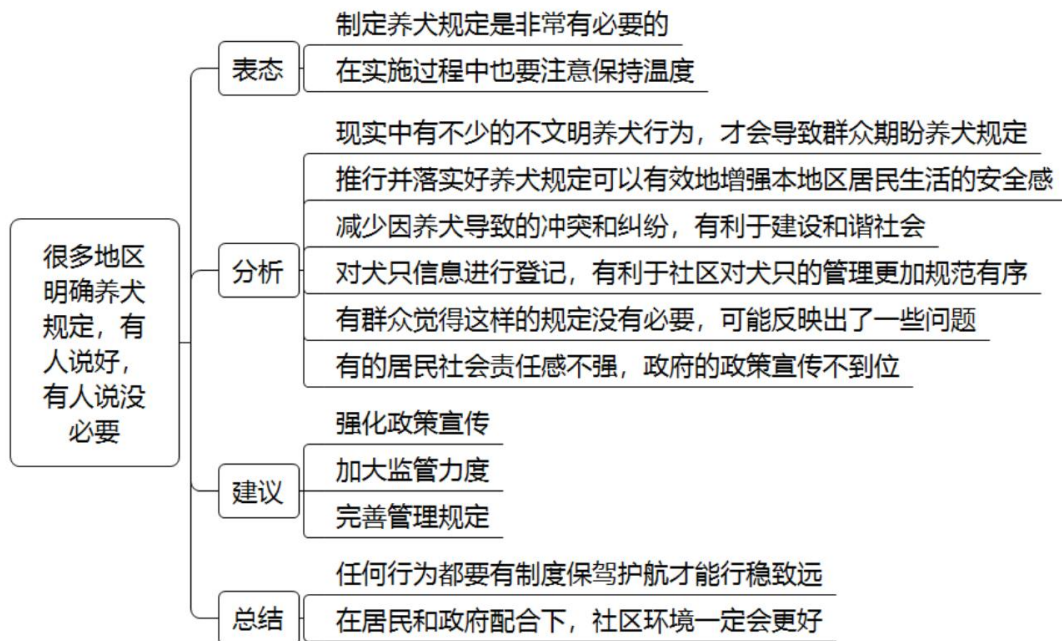 制定养犬规定是非常有必要的
表态
在实施过程中也要注意保持温度
现实中有不少的不文明养犬行为，才会导致群众期盼养犬规定
推行并落实好养犬规定可以有效地增强本地区居民生活的安全感
减少因养犬导致的冲突和纠纷，有利于建设和谐社会
很多地区
明确养犬
规定，有
人说好，
有人说没
必要
分析
对犬只信息进行登记，有利于社区对犬只的管理更加规范有序
有群众觉得这样的规定没有必要，可能反映出了一些问题
有的居民社会责任感不强，政府的政策宣传不到位
强化政策宣传
建议
加大监管力度
完善管理规定
任何行为都要有制度保驾护航才能行稳致远
总结
在居民和政府配合下，社区环境一定会更好